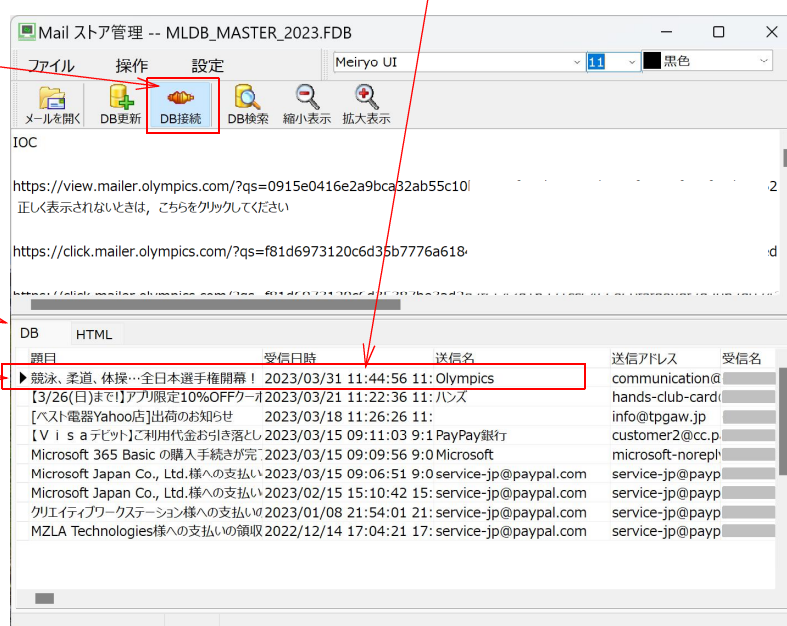 Mail ストア管理 -- MLDB_MASTER_2023.FDB
ファイル 操作 設定 Meiryo UI 11 黒色
メールを開く DB更新 DB接続 DB検索 縮小表示 拡大表示
IOC
https://view.mailer.olympics.com/?qs=0915e0416e2a9bca32ab55c10
正しく表示されないときは，こちらをクリックしてください
https://click.mailer.olympics.com/?qs=f81d6973120c6d35b7776a618
DB HTML
題目 受信日時 送信名 送信アドレス 受信名
競泳、柔道、体操…全日本選手権開幕！ 2023/03/31 11:44:56 11: Olympics communication@
【3/26(日)まで!】アプリ限定10%OFFクーポ 2023/03/21 11:22:36 11: ハンズ hands-club-card
[ベスト電器Yahoo店]出荷のお知らせ 2023/03/18 11:26:26 11: info@tpgaw.jp
【Ｖｉｓａデビット】ご利用代金お引き落とし 2023/03/15 09:11:03 9:1 PayPay銀行 customer2@cc.p
Microsoft 365 Basic の購入手続きが完了 2023/03/15 09:09:56 9:0 Microsoft microsoft-noreply
Microsoft Japan Co., Ltd.様への支払い 2023/03/15 09:06:51 9:0 service-jp@paypal.com service-jp@payp
Microsoft Japan Co., Ltd.様への支払い 2023/02/15 15:10:42 15: service-jp@paypal.com service-jp@payp
クリエイティブワークステーション様への支払いの 2023/01/08 21:54:01 21: service-jp@paypal.com service-jp@payp
MZLA Technologies様への支払いの領収 2022/12/14 17:04:21 17: service-jp@paypal.com service-jp@payp